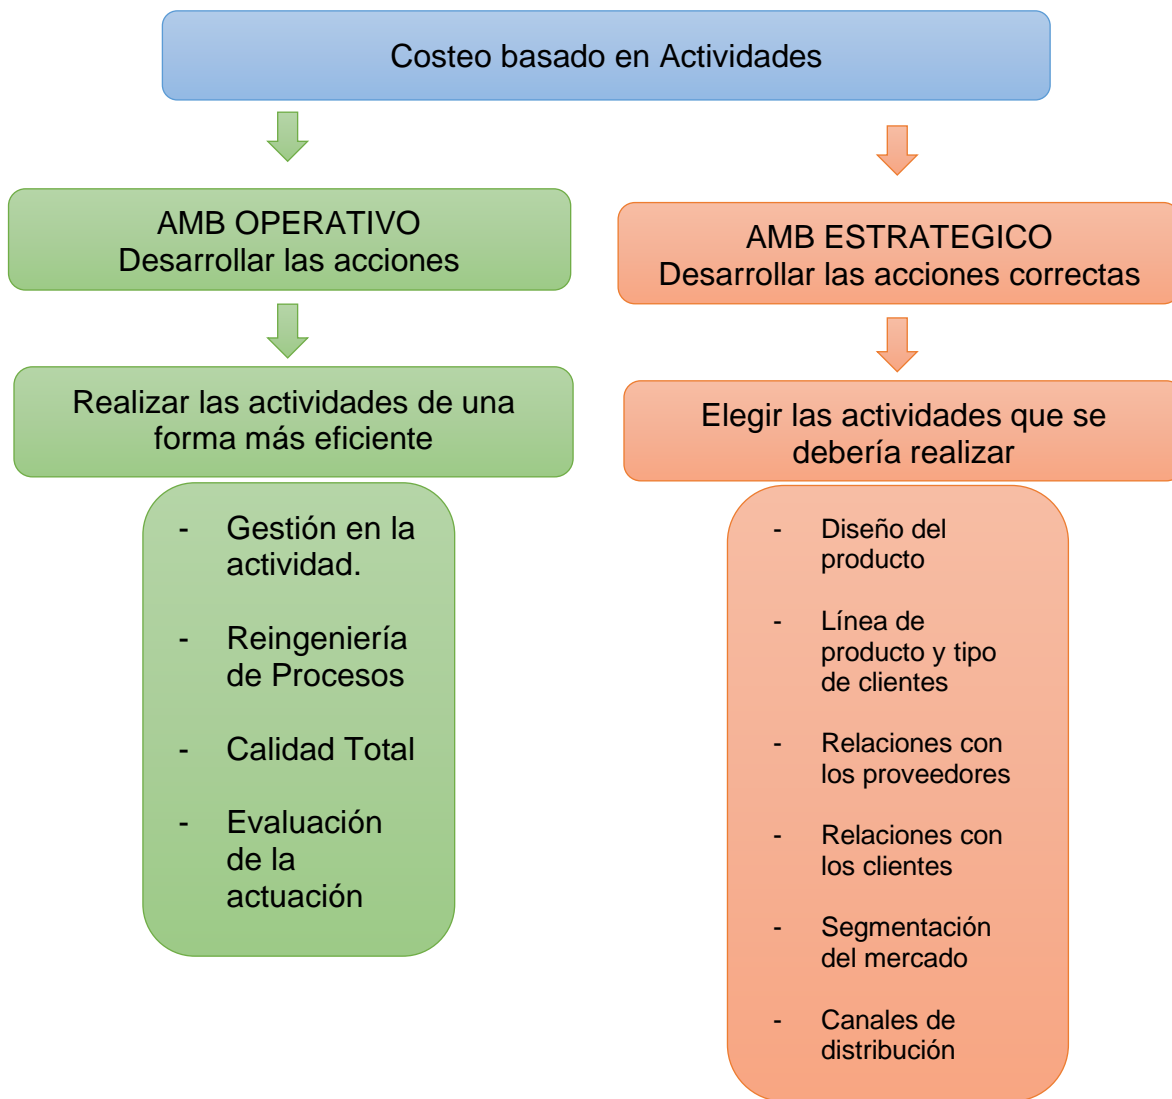 Costeo basado en Actividades
AMB OPERATIVO
Desarrollar las acciones
Realizar las actividades de una
forma más eficiente
- Gestión en la
actividad.
- Reingeniería
de Procesos
- Calidad Total
- Evaluación
de la
actuación
AMB ESTRATEGICO
Desarrollar las acciones correctas
Elegir las actividades que se
debería realizar
- Diseño del
producto
- Línea de
producto y tipo
de clientes
- Relaciones con
los proveedores
- Relaciones con
los clientes
- Segmentación
del mercado
- Canales de
distribución